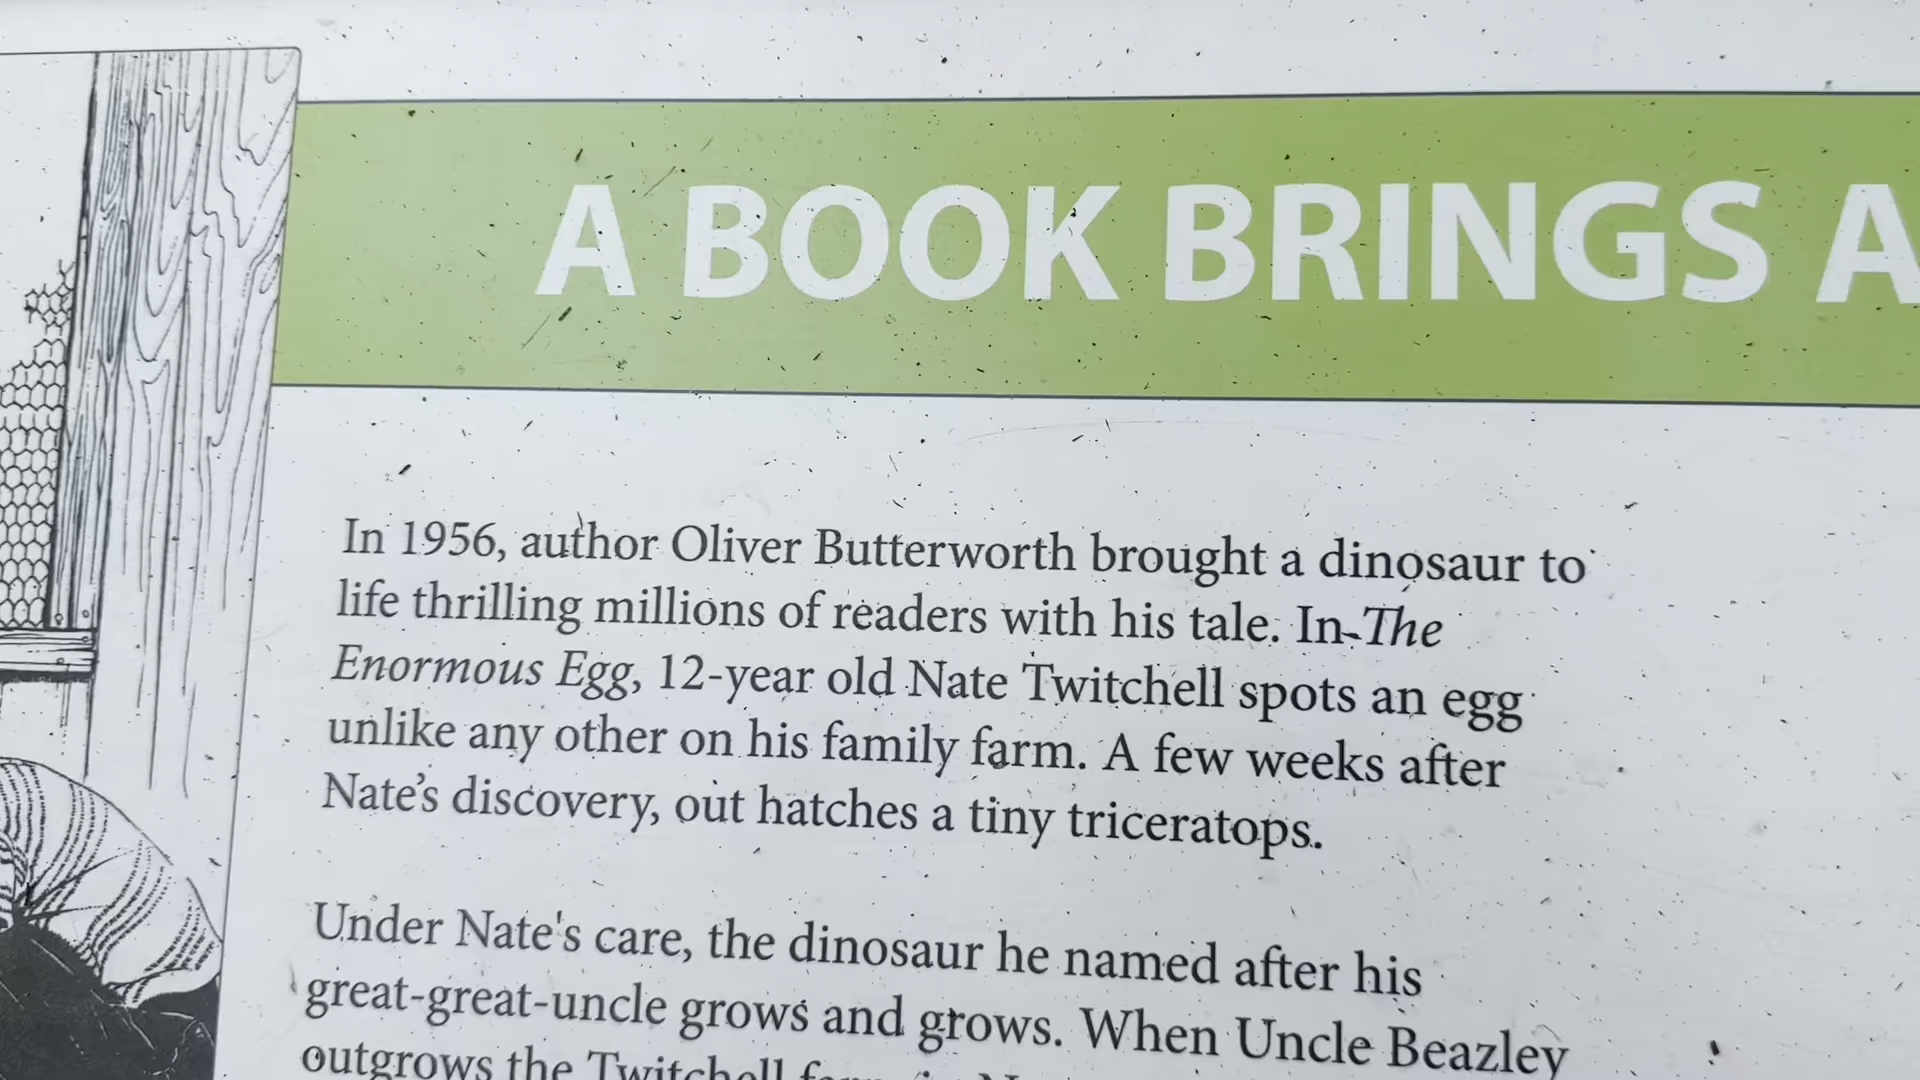 A BOOK BRINGS A
In 1956, author Oliver Butterworth brought a dinosaur to
life thrilling millions of readers with his tale. In The
Enormous Egg, 12-year old Nate Twitchell spots an egg
unlike any other on his family farm. A few weeks after
Nate's discovery, out hatches a tiny triceratops.
Under Nate's care, the dinosaur he named after his
great-great-uncle grows and grows. When Uncle Beazley
outgrows the Twitchell